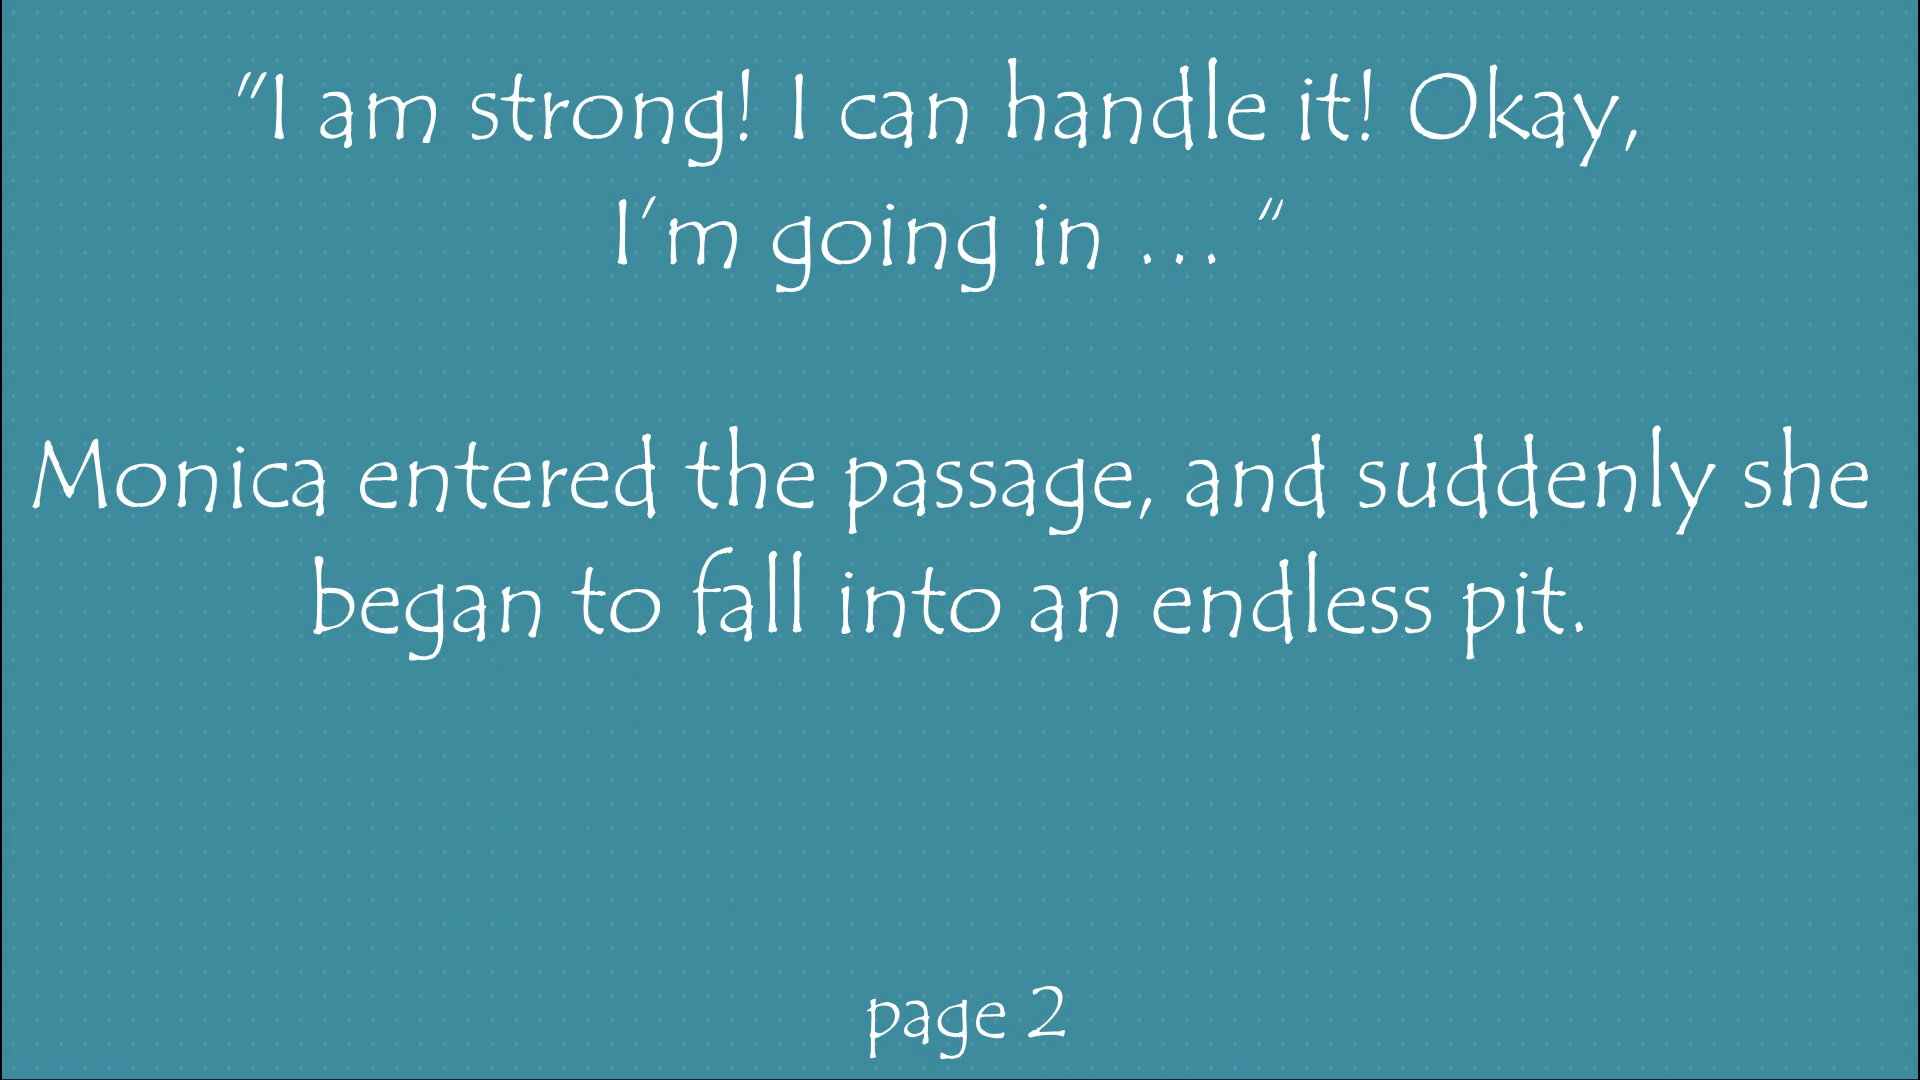 "I am strong! I can handle it! Okay,
I'm going in ... "
Monica entered the passage, and suddenly she
began to fall into an endless pit.
page 2